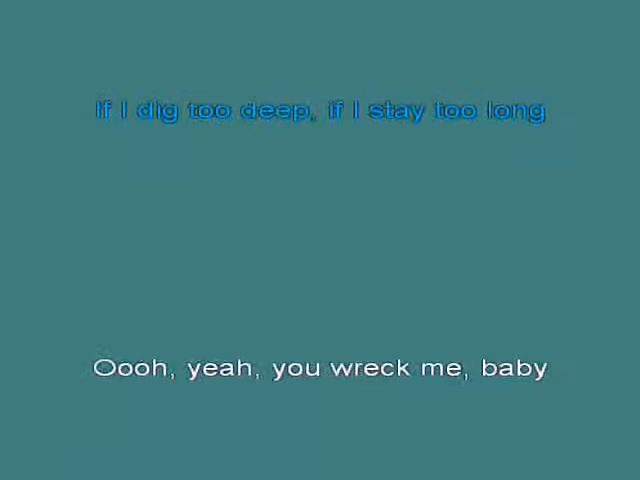 If I dig too deep, if I stay too long
Oooh, yeah, you wreck me, baby